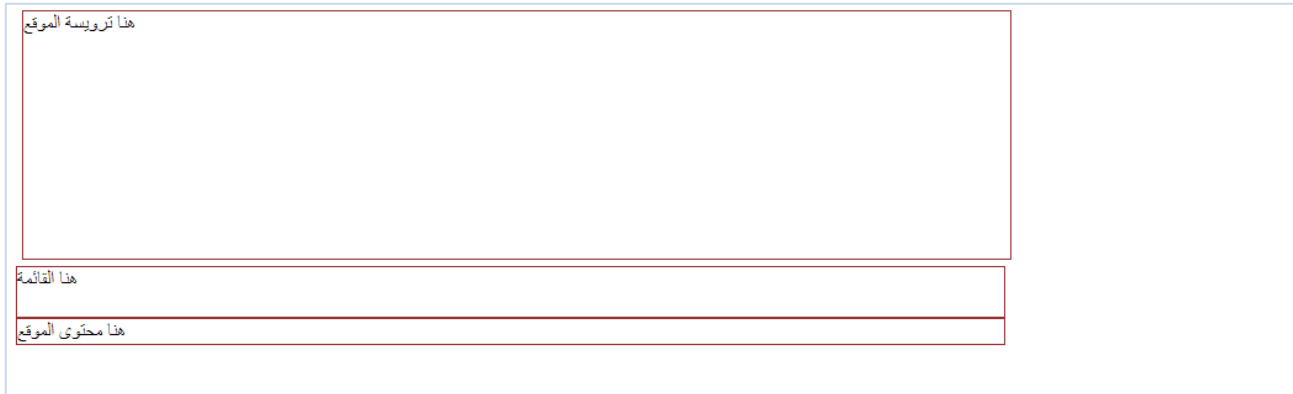 هنا ترويسة الموقع
هنا القائمة
هنا محتوى الموقع